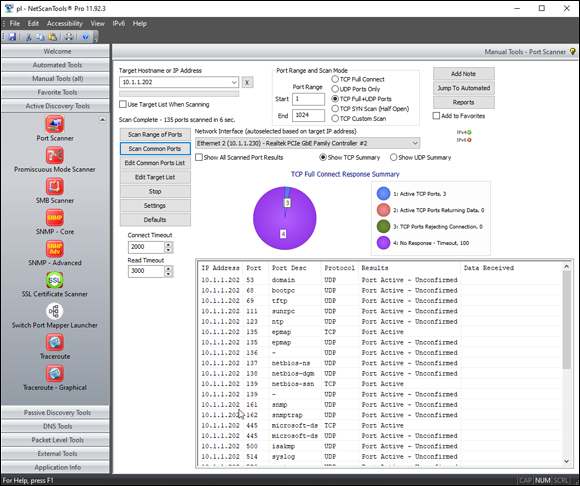 pl - NetScanTools® Pro 11.92.3
File Edit Accessability View IPv6 Help
Welcome
Automated Tools
Manual Tools (all)
Favorite Tools
Active Discovery Tools
Port Scanner
Promiscuous Mode Scanner
SMB Scanner
SNMP
SNMP - Core
SNMP Adv
SNMP - Advanced
SSL
SSL Certificate Scanner
Switch Port Mapper Launcher
Traceroute
Traceroute - Graphical
Passive Discovery Tools
DNS Tools
Packet Level Tools
External Tools
Application Info
Manual Tools - Port Scanner
Target Hostname or IP Address
10.1.1.202
X
Use Target List When Scanning
Scan Complete - 135 ports scanned in 6 sec.
Port Range and Scan Mode
Port Range
Start 1
End 1024
TCP Full Connect
UDP Ports Only
TCP Full+UDP Ports
TCP SYN Scan (Half Open)
TCP Custom Scan
Add Note
Jump To Automated
Reports
Add to Favorites
Scan Range of Ports
Scan Common Ports
Edit Common Ports List
Edit Target List
Stop
Settings
Defaults
Connect Timeout
2000
Read Timeout
3000
Network Interface (autoselected based on target IP address)
Ethernet 2 (10.1.1.230) - Realtek PCIe GbE Family Controller #2
IPv4
IPv6
Show All Scanned Port Results
Show TCP Summary
Show UDP Summary
TCP Full Connect Response Summary
3
4
1: Active TCP Ports, 3
2: Active TCP Ports Returning Data, 0
3: TCP Ports Rejecting Connection, 0
4: No Response - Timeout, 100
IP Address Port Port Desc Protocol Results Data Received
10.1.1.202 53 domain UDP Port Active - Unconfirmed
10.1.1.202 68 bootpc UDP Port Active - Unconfirmed
10.1.1.202 69 tftp UDP Port Active - Unconfirmed
10.1.1.202 111 sunrpc UDP Port Active - Unconfirmed
10.1.1.202 123 ntp UDP Port Active - Unconfirmed
10.1.1.202 135 epmap TCP Port Active
10.1.1.202 135 epmap UDP Port Active - Unconfirmed
10.1.1.202 136 - UDP Port Active - Unconfirmed
10.1.1.202 137 netbios-ns UDP Port Active - Unconfirmed
10.1.1.202 138 netbios-dgm UDP Port Active - Unconfirmed
10.1.1.202 139 netbios-ssn TCP Port Active
10.1.1.202 139 - UDP Port Active - Unconfirmed
10.1.1.202 161 snmp UDP Port Active - Unconfirmed
10.1.1.202 162 snmptrap UDP Port Active - Unconfirmed
10.1.1.202 445 microsoft-ds TCP Port Active
10.1.1.202 445 microsoft-ds UDP Port Active - Unconfirmed
10.1.1.202 500 isakmp UDP Port Active - Unconfirmed
10.1.1.202 514 syslog UDP Port Active - Unconfirmed
For Help, press F1
CAP NUM SCRL